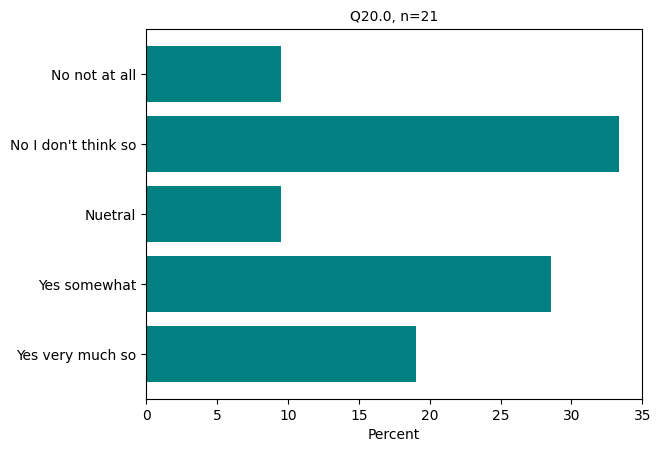 Q20.0, n=21
No not at all
No I don't think so
Nuetral
Yes somewhat
Yes very much so
0 5 10 15 20 25 30 35
Percent